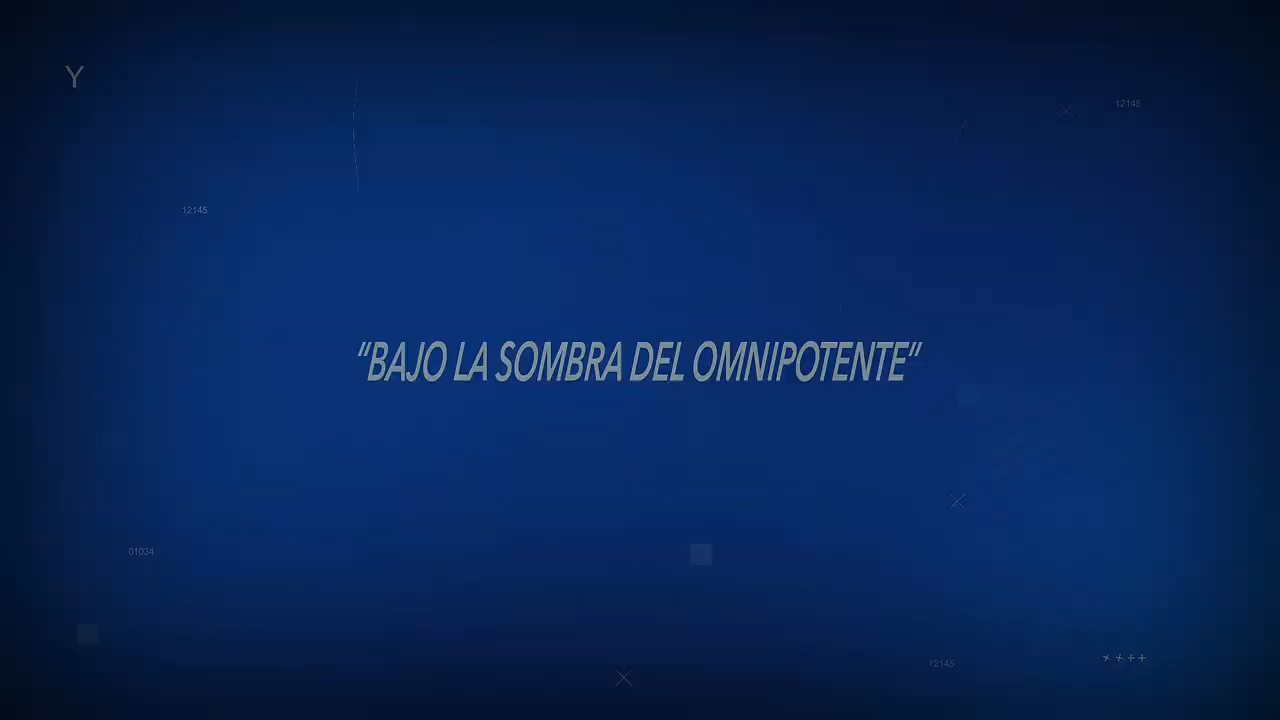 Y
12145
12145
“BAJO LA SOMBRA DEL OMNIPOTENTE“
01034
12145
++++